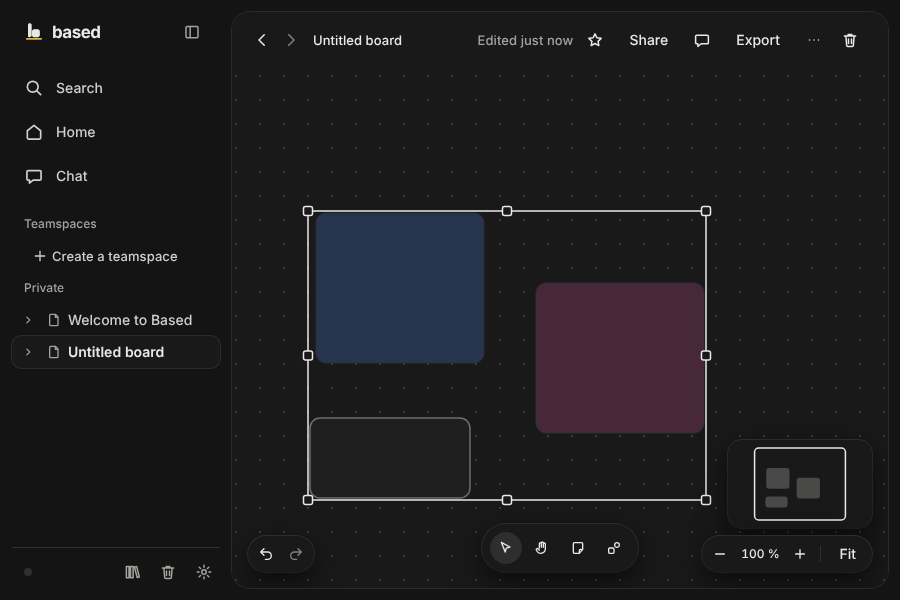 based
Search
Home
Chat
Teamspaces
Create a teamspace
Private
Welcome to Based
Untitled board
Untitled board
Edited just now
Share
Export
100 %
Fit